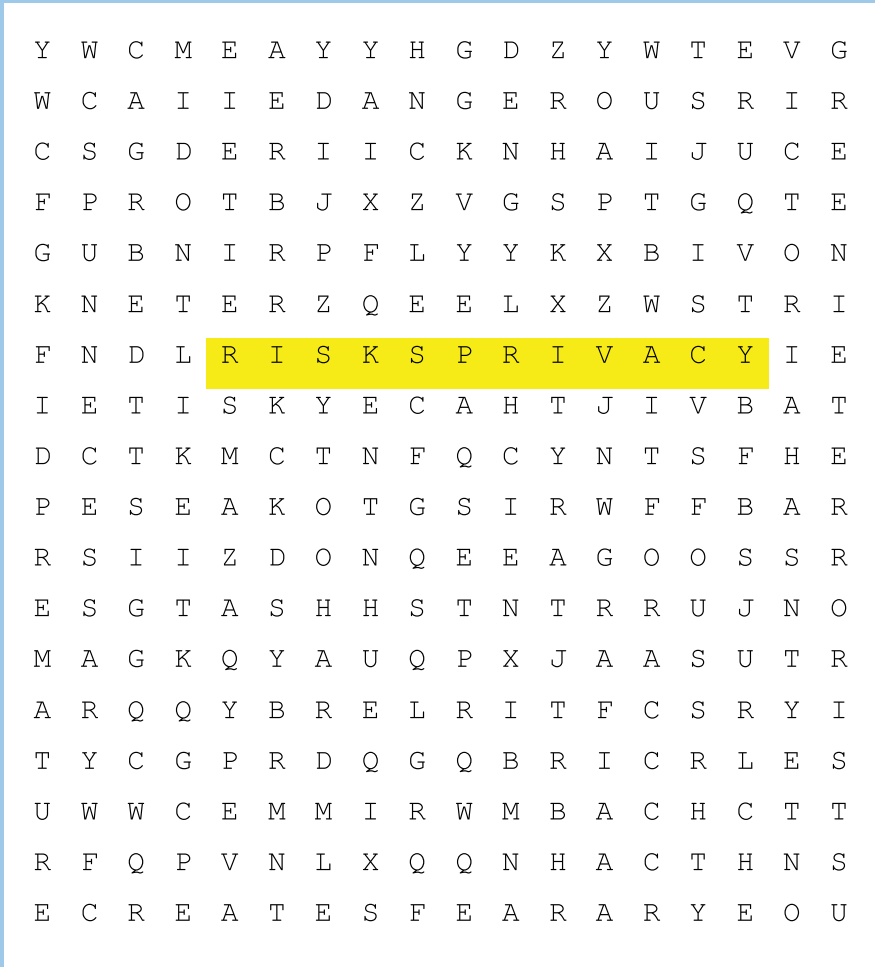 Y W C M E A Y Y H G D Z Y W T E V G
W C A I I E D A N G E R O U S R I R
C S G D E R I I C K N H A I J U C E
F P R O T B J X Z V G S P T G Q T E
G U B N I R P F L Y Y K X B I V O N
K N E T E R Z Q E E L X Z W S T R I
F N D L R I S K S P R I V A C Y I E
I E T I S K Y E C A H T J I V B A T
D C T K M C T N F Q C Y N T S F H E
P E S E A K O T G S I R W F F B A R
R S I I Z D O N Q E E A G O O S S R
E S G T A S H H S T N T R R U J N O
M A G K Q Y A U Q P X J A A S U T R
A R Q Q Y B R E L R I T F C S R Y I
T Y C G P R D Q G Q B R I C R L E S
U W W C E M M I R W M B A C H C T T
R F Q P V N L X Q Q N H A C T H N S
E C R E A T E S F E A R A R Y E O U